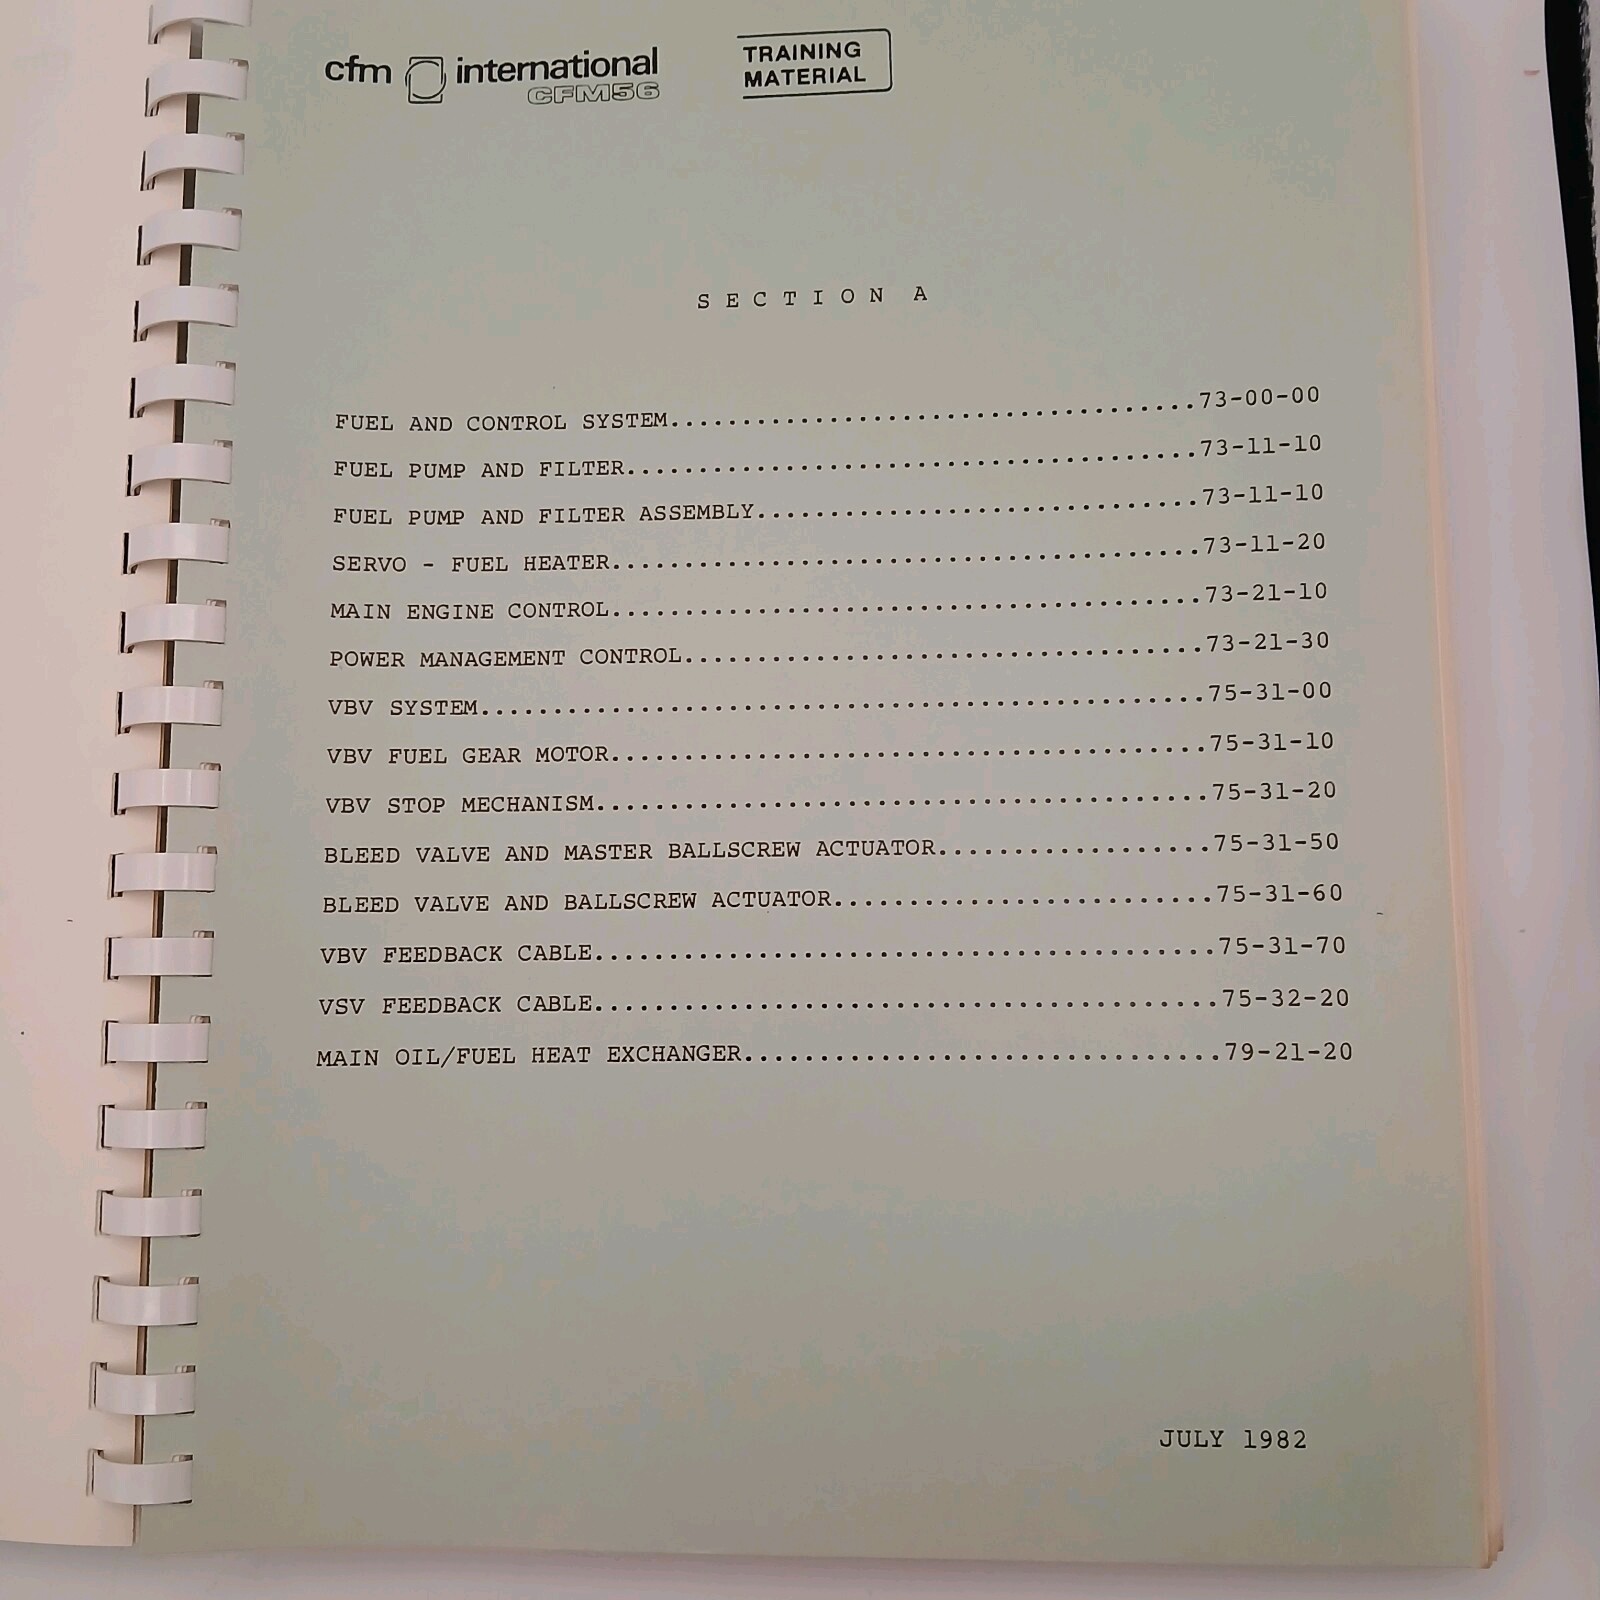 cfm international
CFM56
TRAINING
MATERIAL
SECTION A
FUEL AND CONTROL SYSTEM....................................73-00-00
FUEL PUMP AND FILTER.......................................73-11-10
FUEL PUMP AND FILTER ASSEMBLY..............................73-11-10
SERVO - FUEL HEATER........................................73-11-20
MAIN ENGINE CONTROL........................................73-21-10
POWER MANAGEMENT CONTROL...................................73-21-30
VBV SYSTEM.................................................75-31-00
VBV FUEL GEAR MOTOR........................................75-31-10
VBV STOP MECHANISM.........................................75-31-20
BLEED VALVE AND MASTER BALLSCREW ACTUATOR..................75-31-50
BLEED VALVE AND BALLSCREW ACTUATOR.........................75-31-60
VBV FEEDBACK CABLE.........................................75-31-70
VSV FEEDBACK CABLE.........................................75-32-20
MAIN OIL/FUEL HEAT EXCHANGER...............................79-21-20
JULY 1982